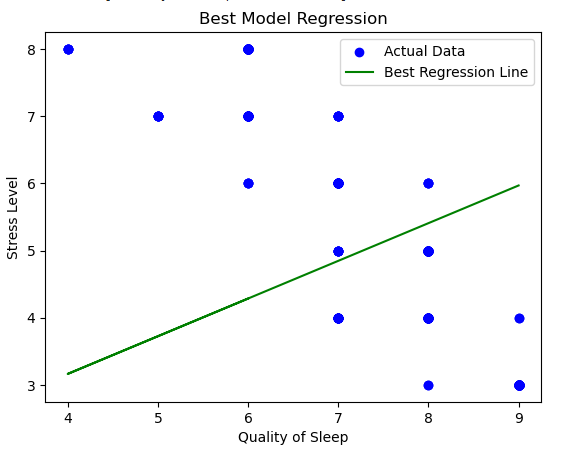 Best Model Regression
Actual Data
Best Regression Line
8
7
6
5
4
3
Stress Level
4 5 6 7 8 9
Quality of Sleep